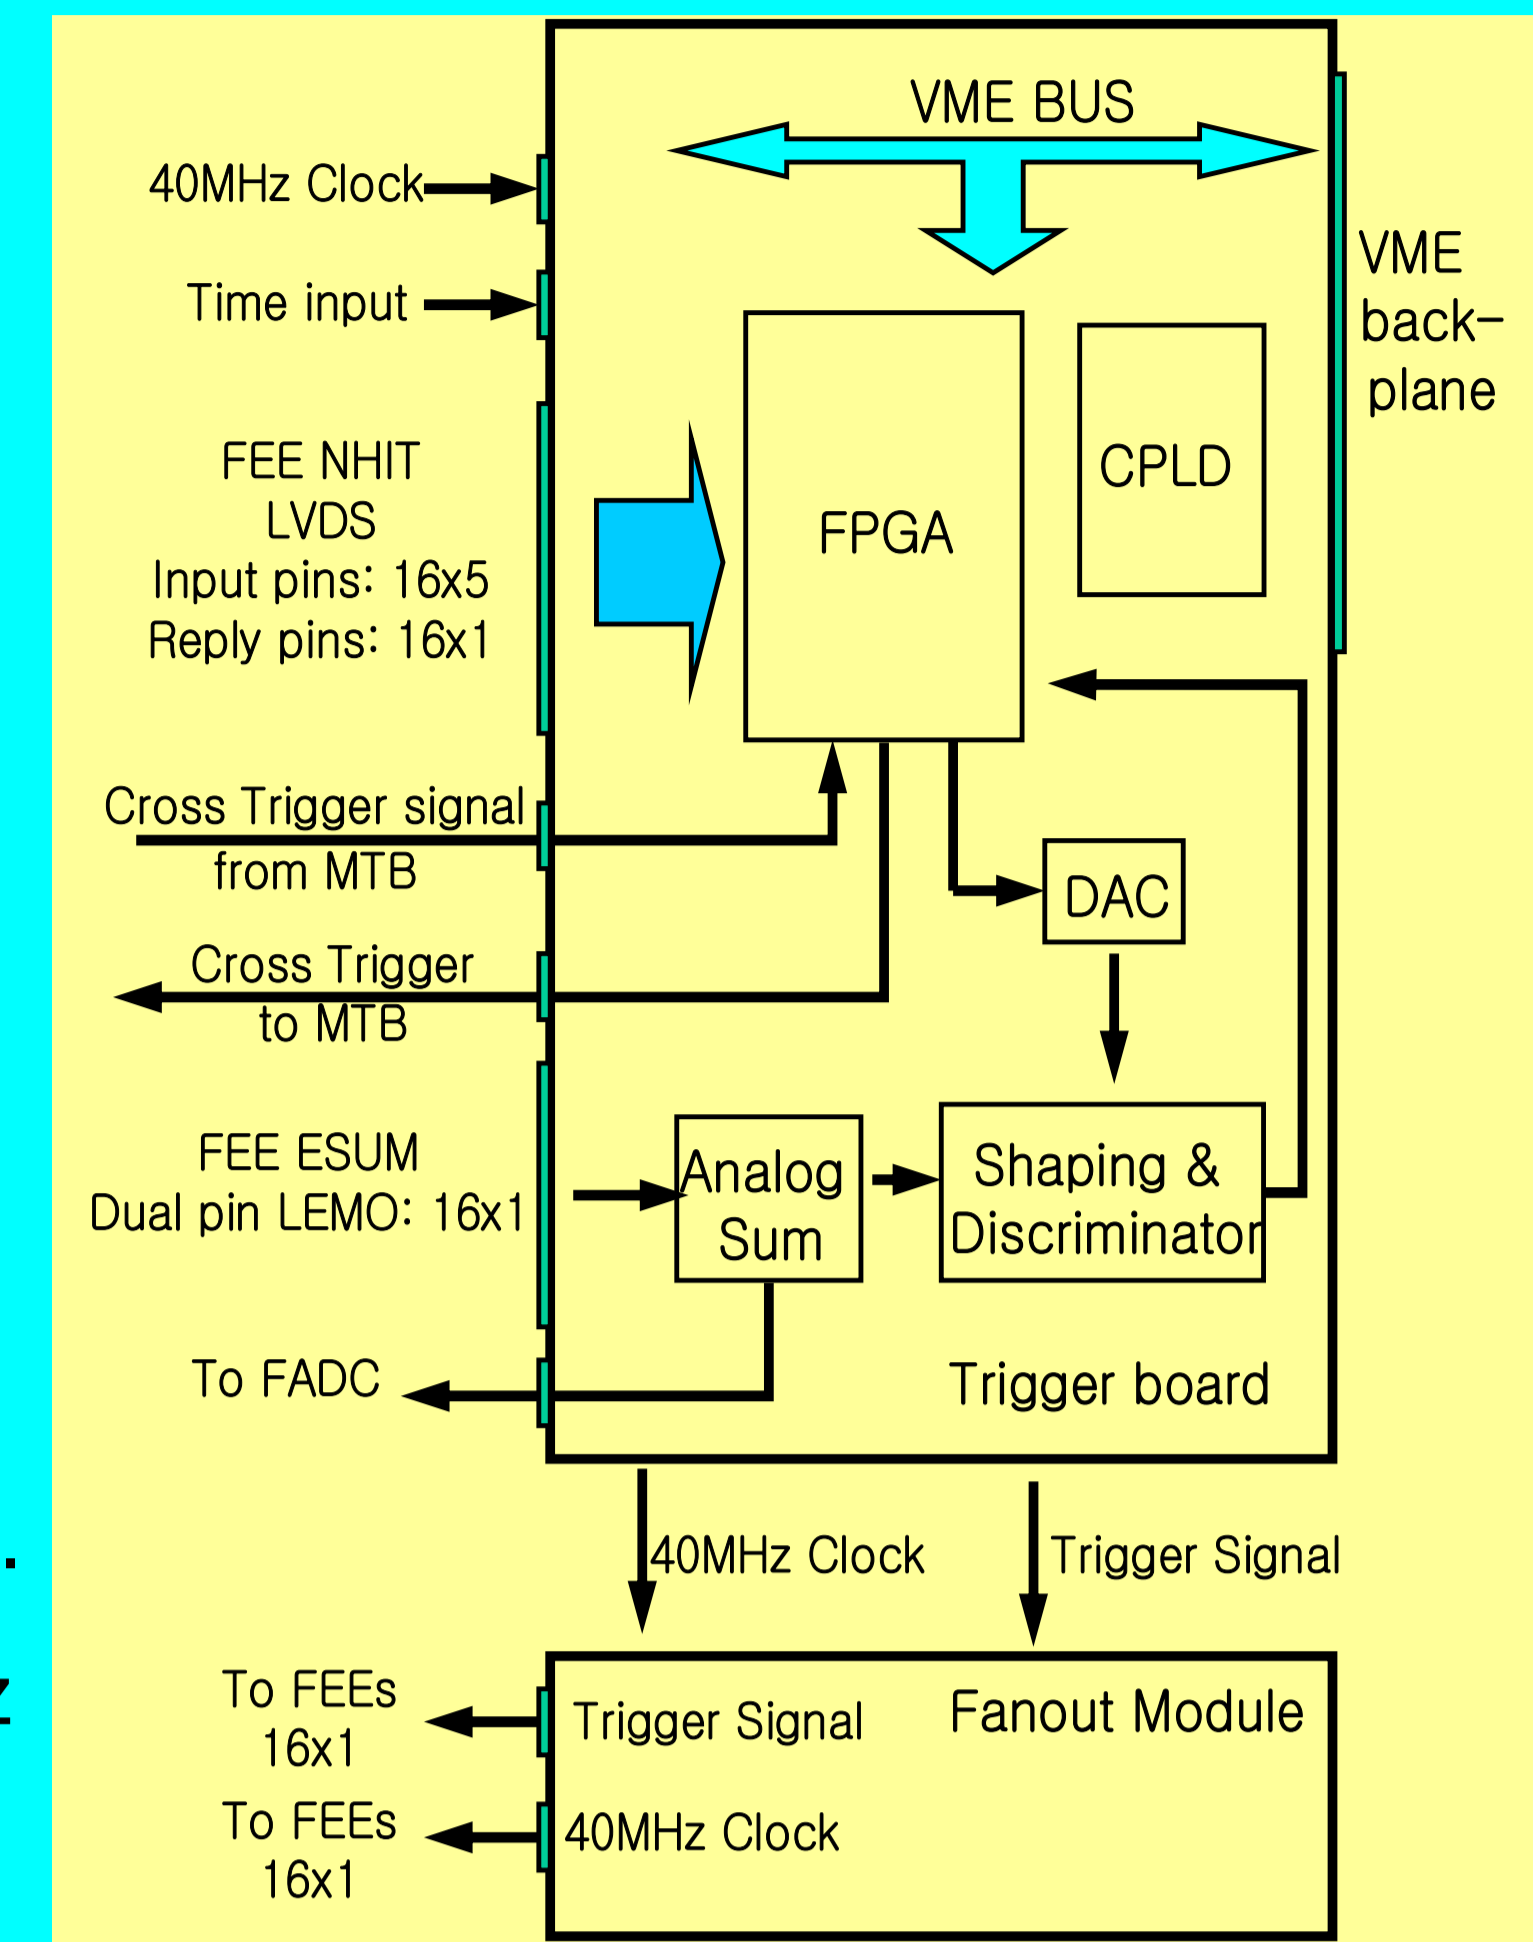 VME BUS
40MHz Clock
Time input
VME
back-
plane
FEE NHIT
LVDS
Input pins: 16x5
Reply pins: 16x1
FPGA
CPLD
Cross Trigger signal
from MTB
DAC
Cross Trigger
to MTB
FEE ESUM
Dual pin LEMO: 16x1
Analog
Sum
Shaping &
Discriminator
To FADC
Trigger board
40MHz Clock
Trigger Signal
To FEEs
16x1
Trigger Signal
Fanout Module
To FEEs
16x1
40MHz Clock
.
z